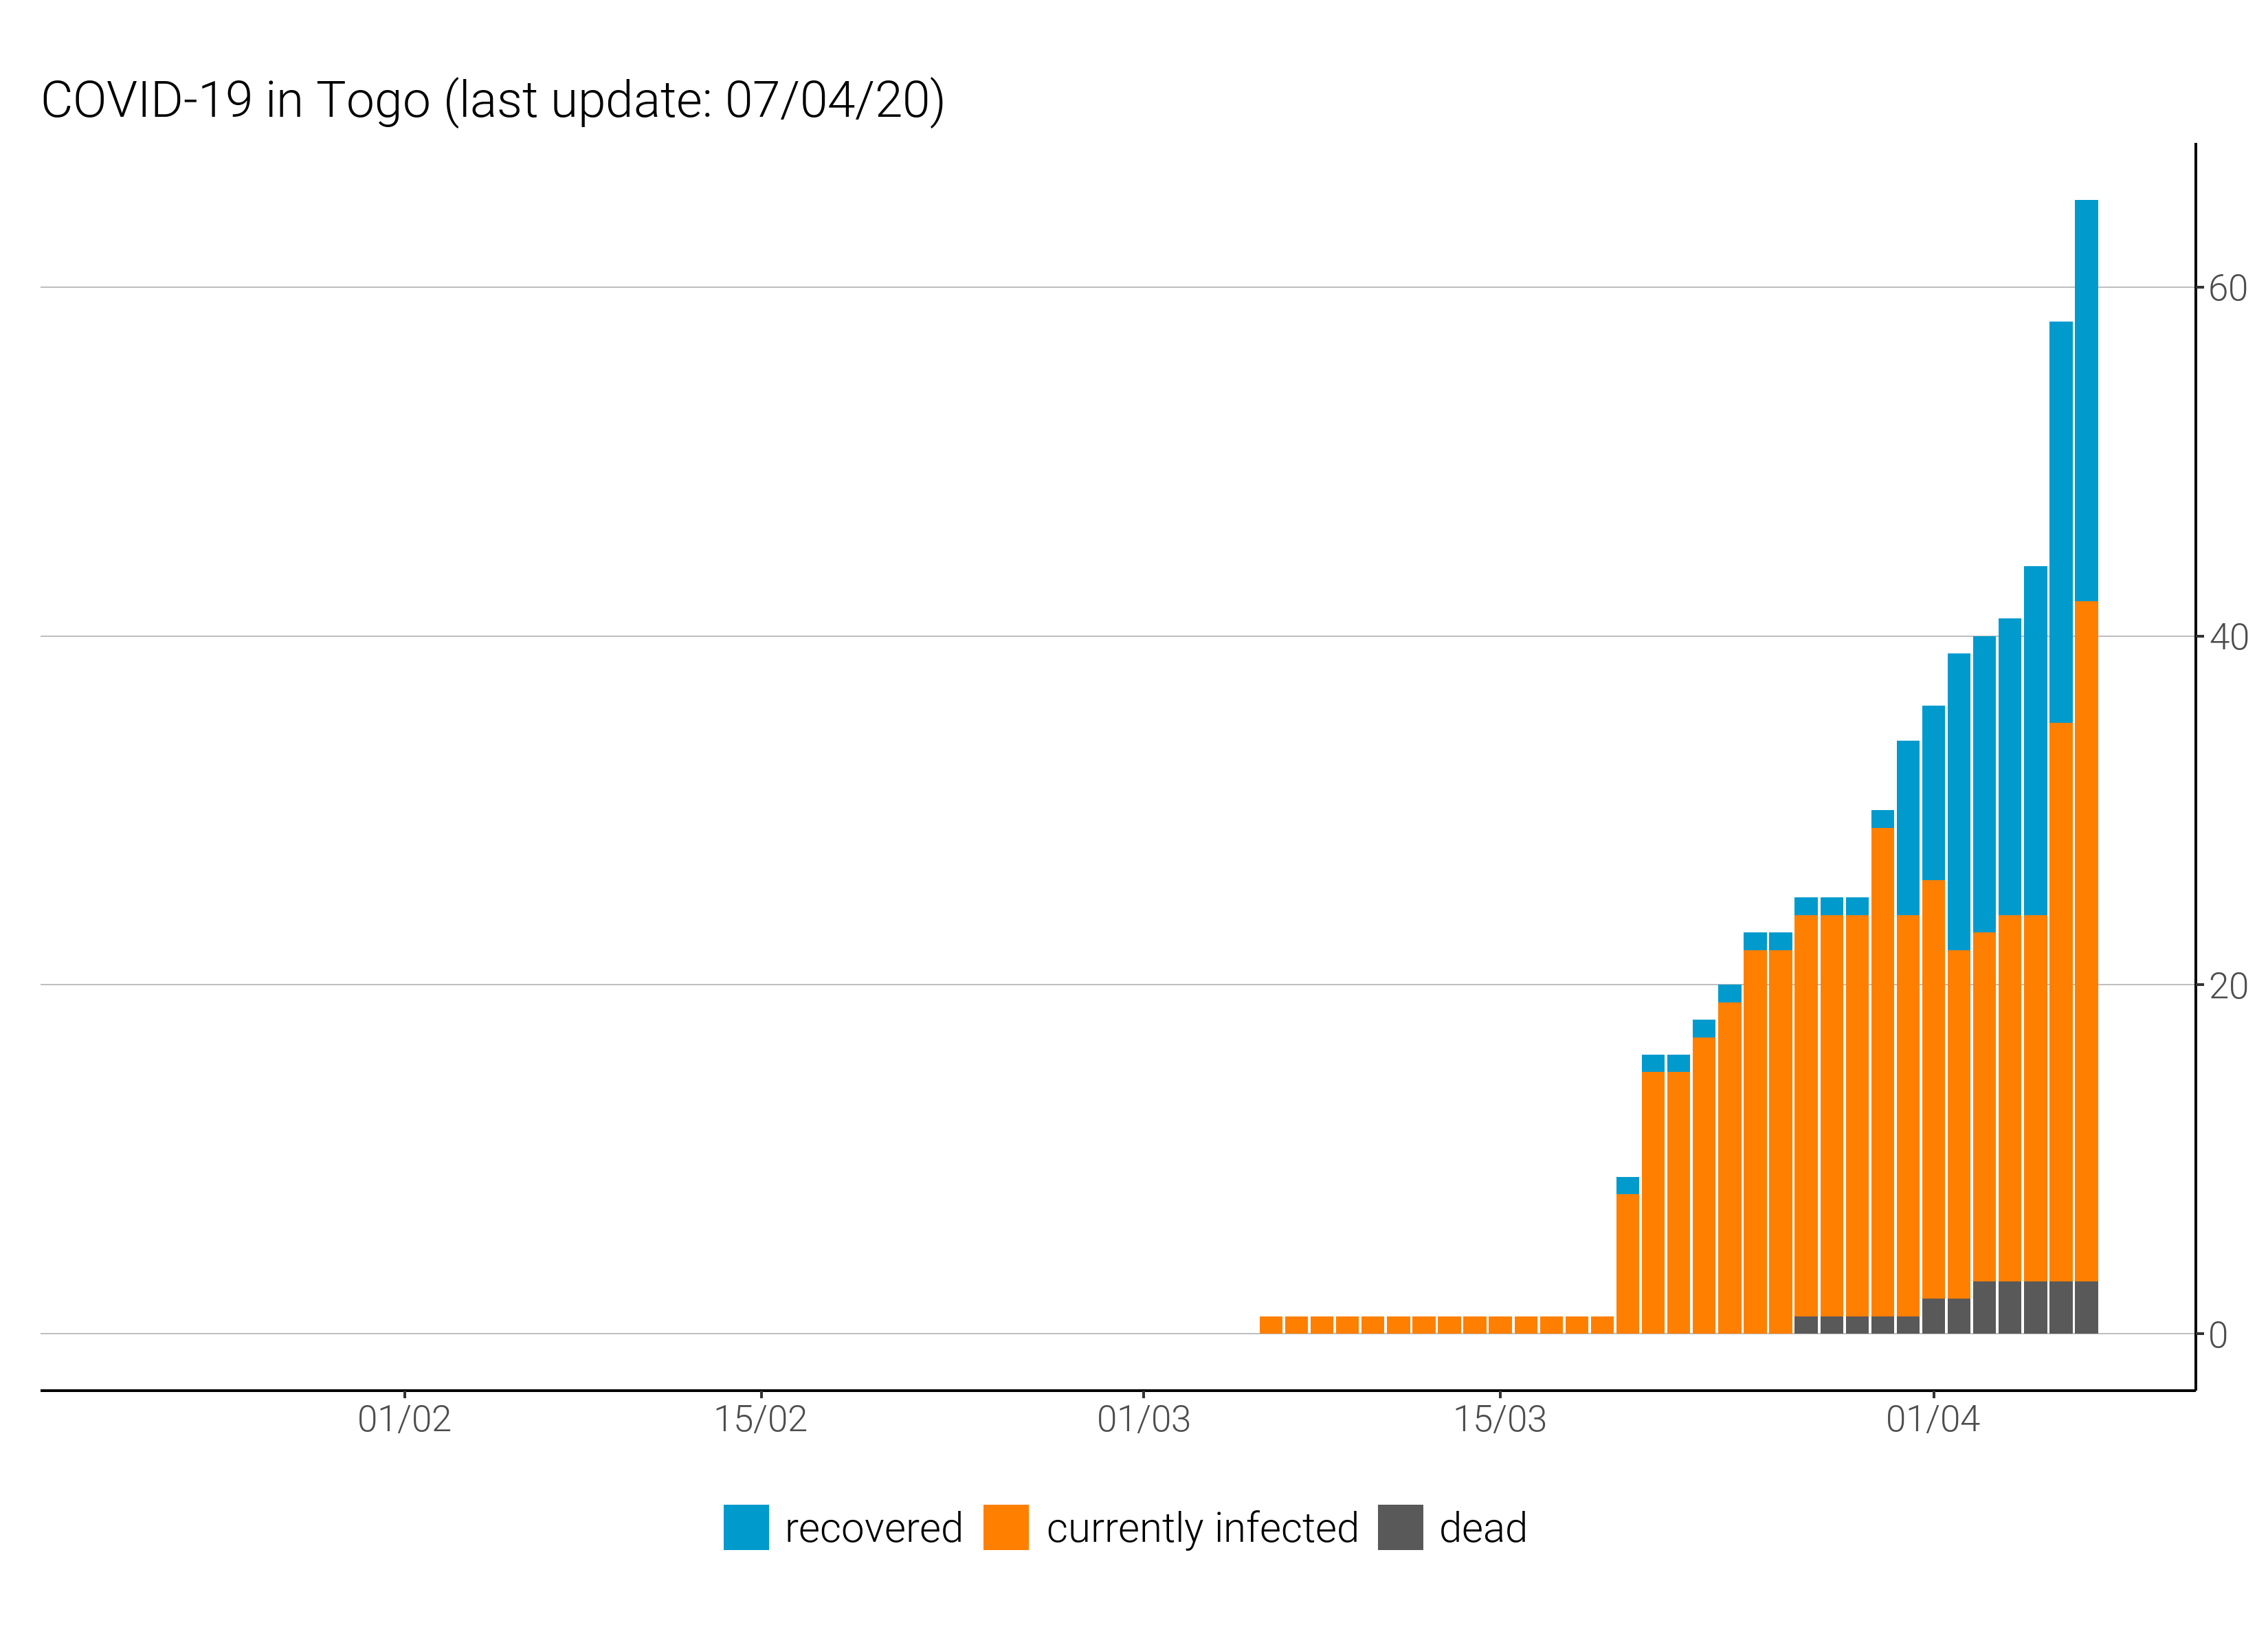 COVID-19 in Togo (last update: 07/04/20)
60
40
20
0
01/02 15/02 01/03 15/03 01/04
recovered currently infected dead